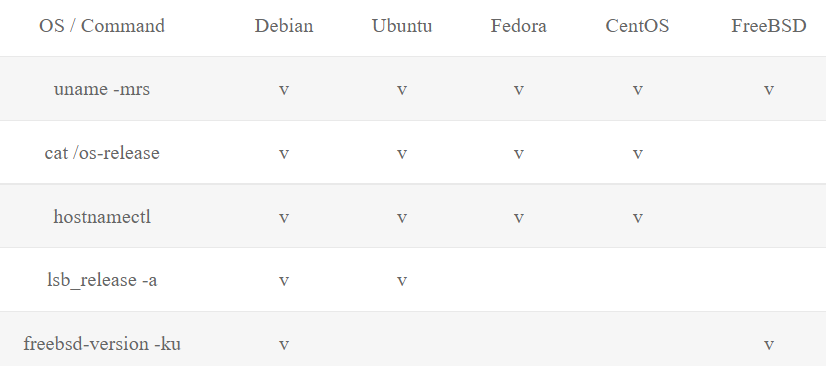 OS / Command Debian Ubuntu Fedora CentOS FreeBSD
uname -mrs v v v v v
cat /os-release v v v v
hostnamectl v v v v
lsb_release -a v v
freebsd-version -ku v v